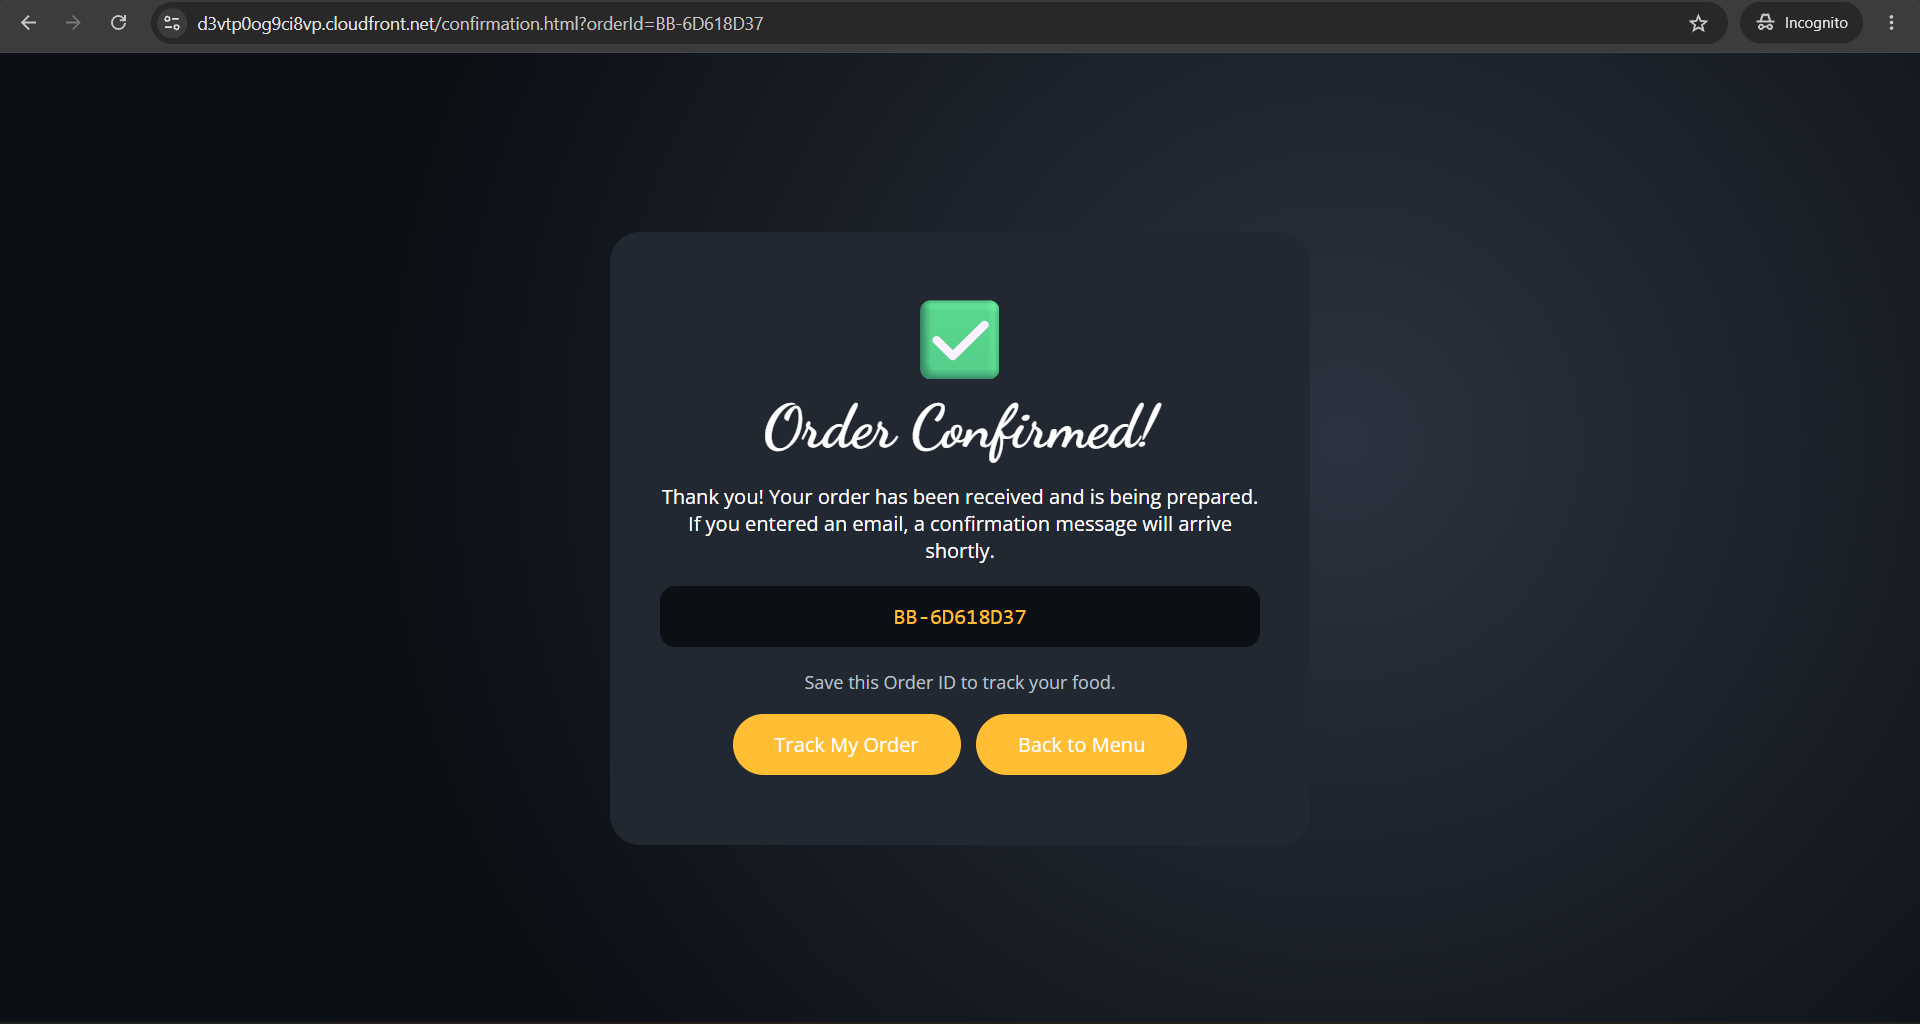 d3vtp0og9ci8vp.cloudfront.net/confirmation.html?orderId=BB-6D618D37
Incognito
Order Confirmed!
Thank you! Your order has been received and is being prepared.
If you entered an email, a confirmation message will arrive
shortly.
BB-6D618D37
Save this Order ID to track your food.
Track My Order
Back to Menu